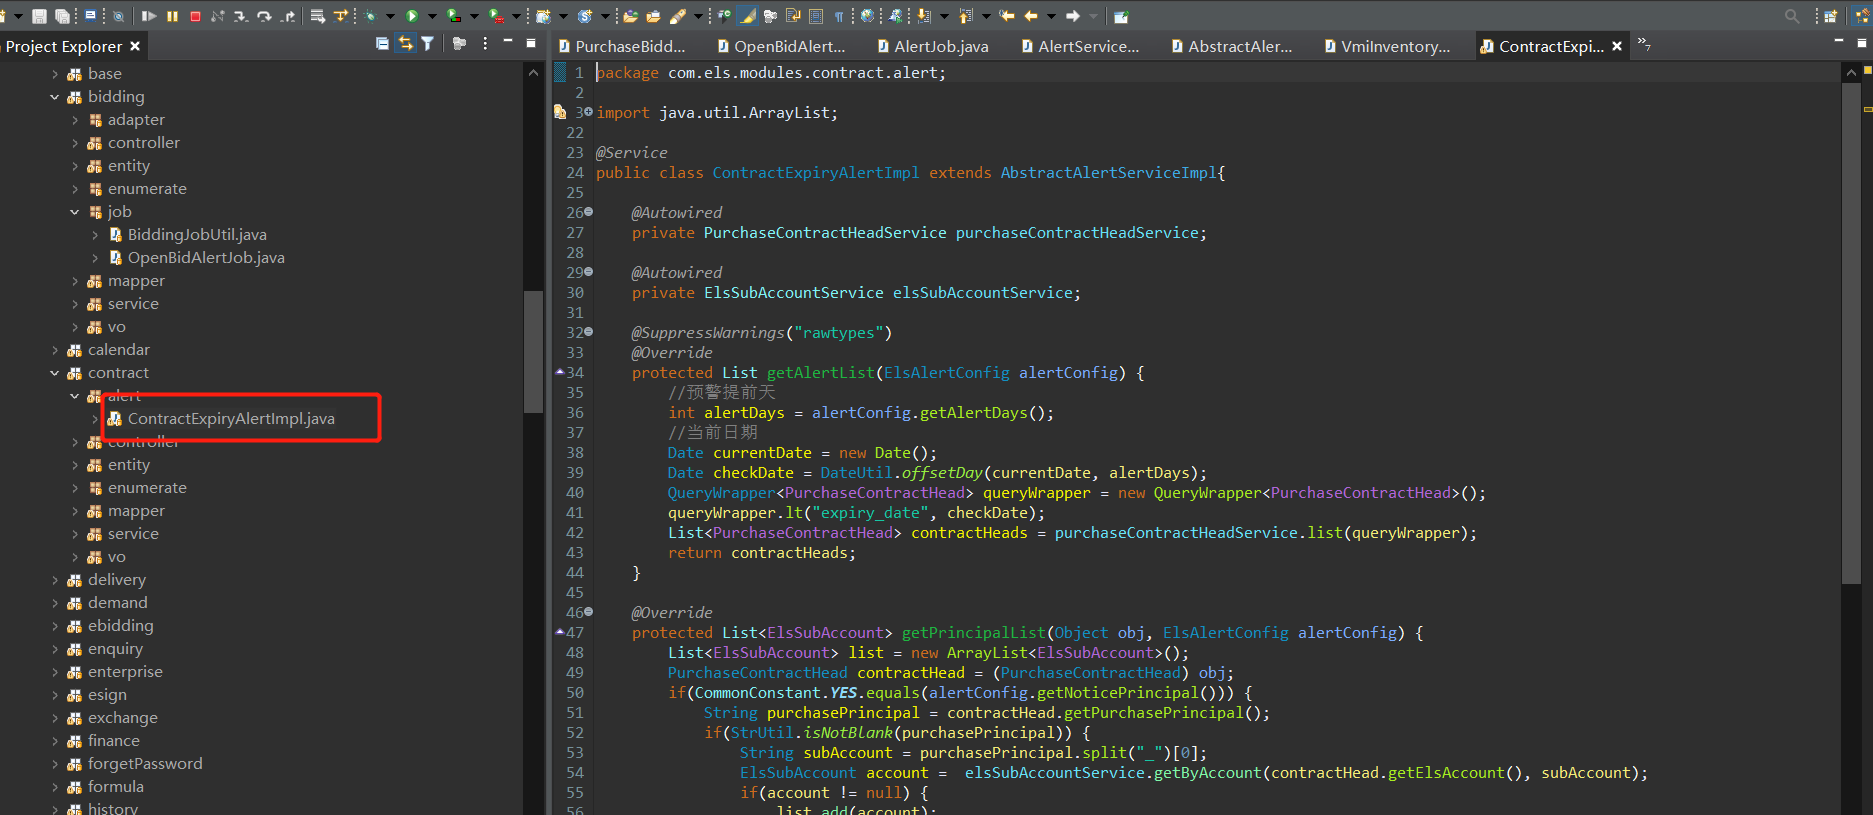 Project Explorer
base
bidding
adapter
controller
entity
enumerate
job
BiddingJobUtil.java
OpenBidAlertJob.java
mapper
service
vo
calendar
contract
alert
ContractExpiryAlertImpl.java
controller
entity
enumerate
mapper
service
vo
delivery
demand
ebidding
enquiry
enterprise
esign
exchange
finance
forgetPassword
formula
history
PurchaseBidd... OpenBidAlert... AlertJob.java AlertService... AbstractAler... VmiInventory... ContractExpi... »7
1 package com.els.modules.contract.alert;
2
3 import java.util.ArrayList;
22
23 @Service
24 public class ContractExpiryAlertImpl extends AbstractAlertServiceImpl{
25
26 @Autowired
27 private PurchaseContractHeadService purchaseContractHeadService;
28
29 @Autowired
30 private ElsSubAccountService elsSubAccountService;
31
32 @SuppressWarnings("rawtypes")
33 @Override
34 protected List getAlertList(ElsAlertConfig alertConfig) {
35 //预警提前天
36 int alertDays = alertConfig.getAlertDays();
37 //当前日期
38 Date currentDate = new Date();
39 Date checkDate = DateUtil.offsetDay(currentDate, alertDays);
40 QueryWrapper<PurchaseContractHead> queryWrapper = new QueryWrapper<PurchaseContractHead>();
41 queryWrapper.lt("expiry_date", checkDate);
42 List<PurchaseContractHead> contractHeads = purchaseContractHeadService.list(queryWrapper);
43 return contractHeads;
44 }
45
46 @Override
47 protected List<ElsSubAccount> getPrincipalList(Object obj, ElsAlertConfig alertConfig) {
48 List<ElsSubAccount> list = new ArrayList<ElsSubAccount>();
49 PurchaseContractHead contractHead = (PurchaseContractHead) obj;
50 if(CommonConstant.YES.equals(alertConfig.getNoticePrincipal())) {
51 String purchasePrincipal = contractHead.getPurchasePrincipal();
52 if(StrUtil.isNotBlank(purchasePrincipal)) {
53 String subAccount = purchasePrincipal.split("_")[0];
54 ElsSubAccount account = elsSubAccountService.getByAccount(contractHead.getElsAccount(), subAccount);
55 if(account != null) {
56 list.add(account);